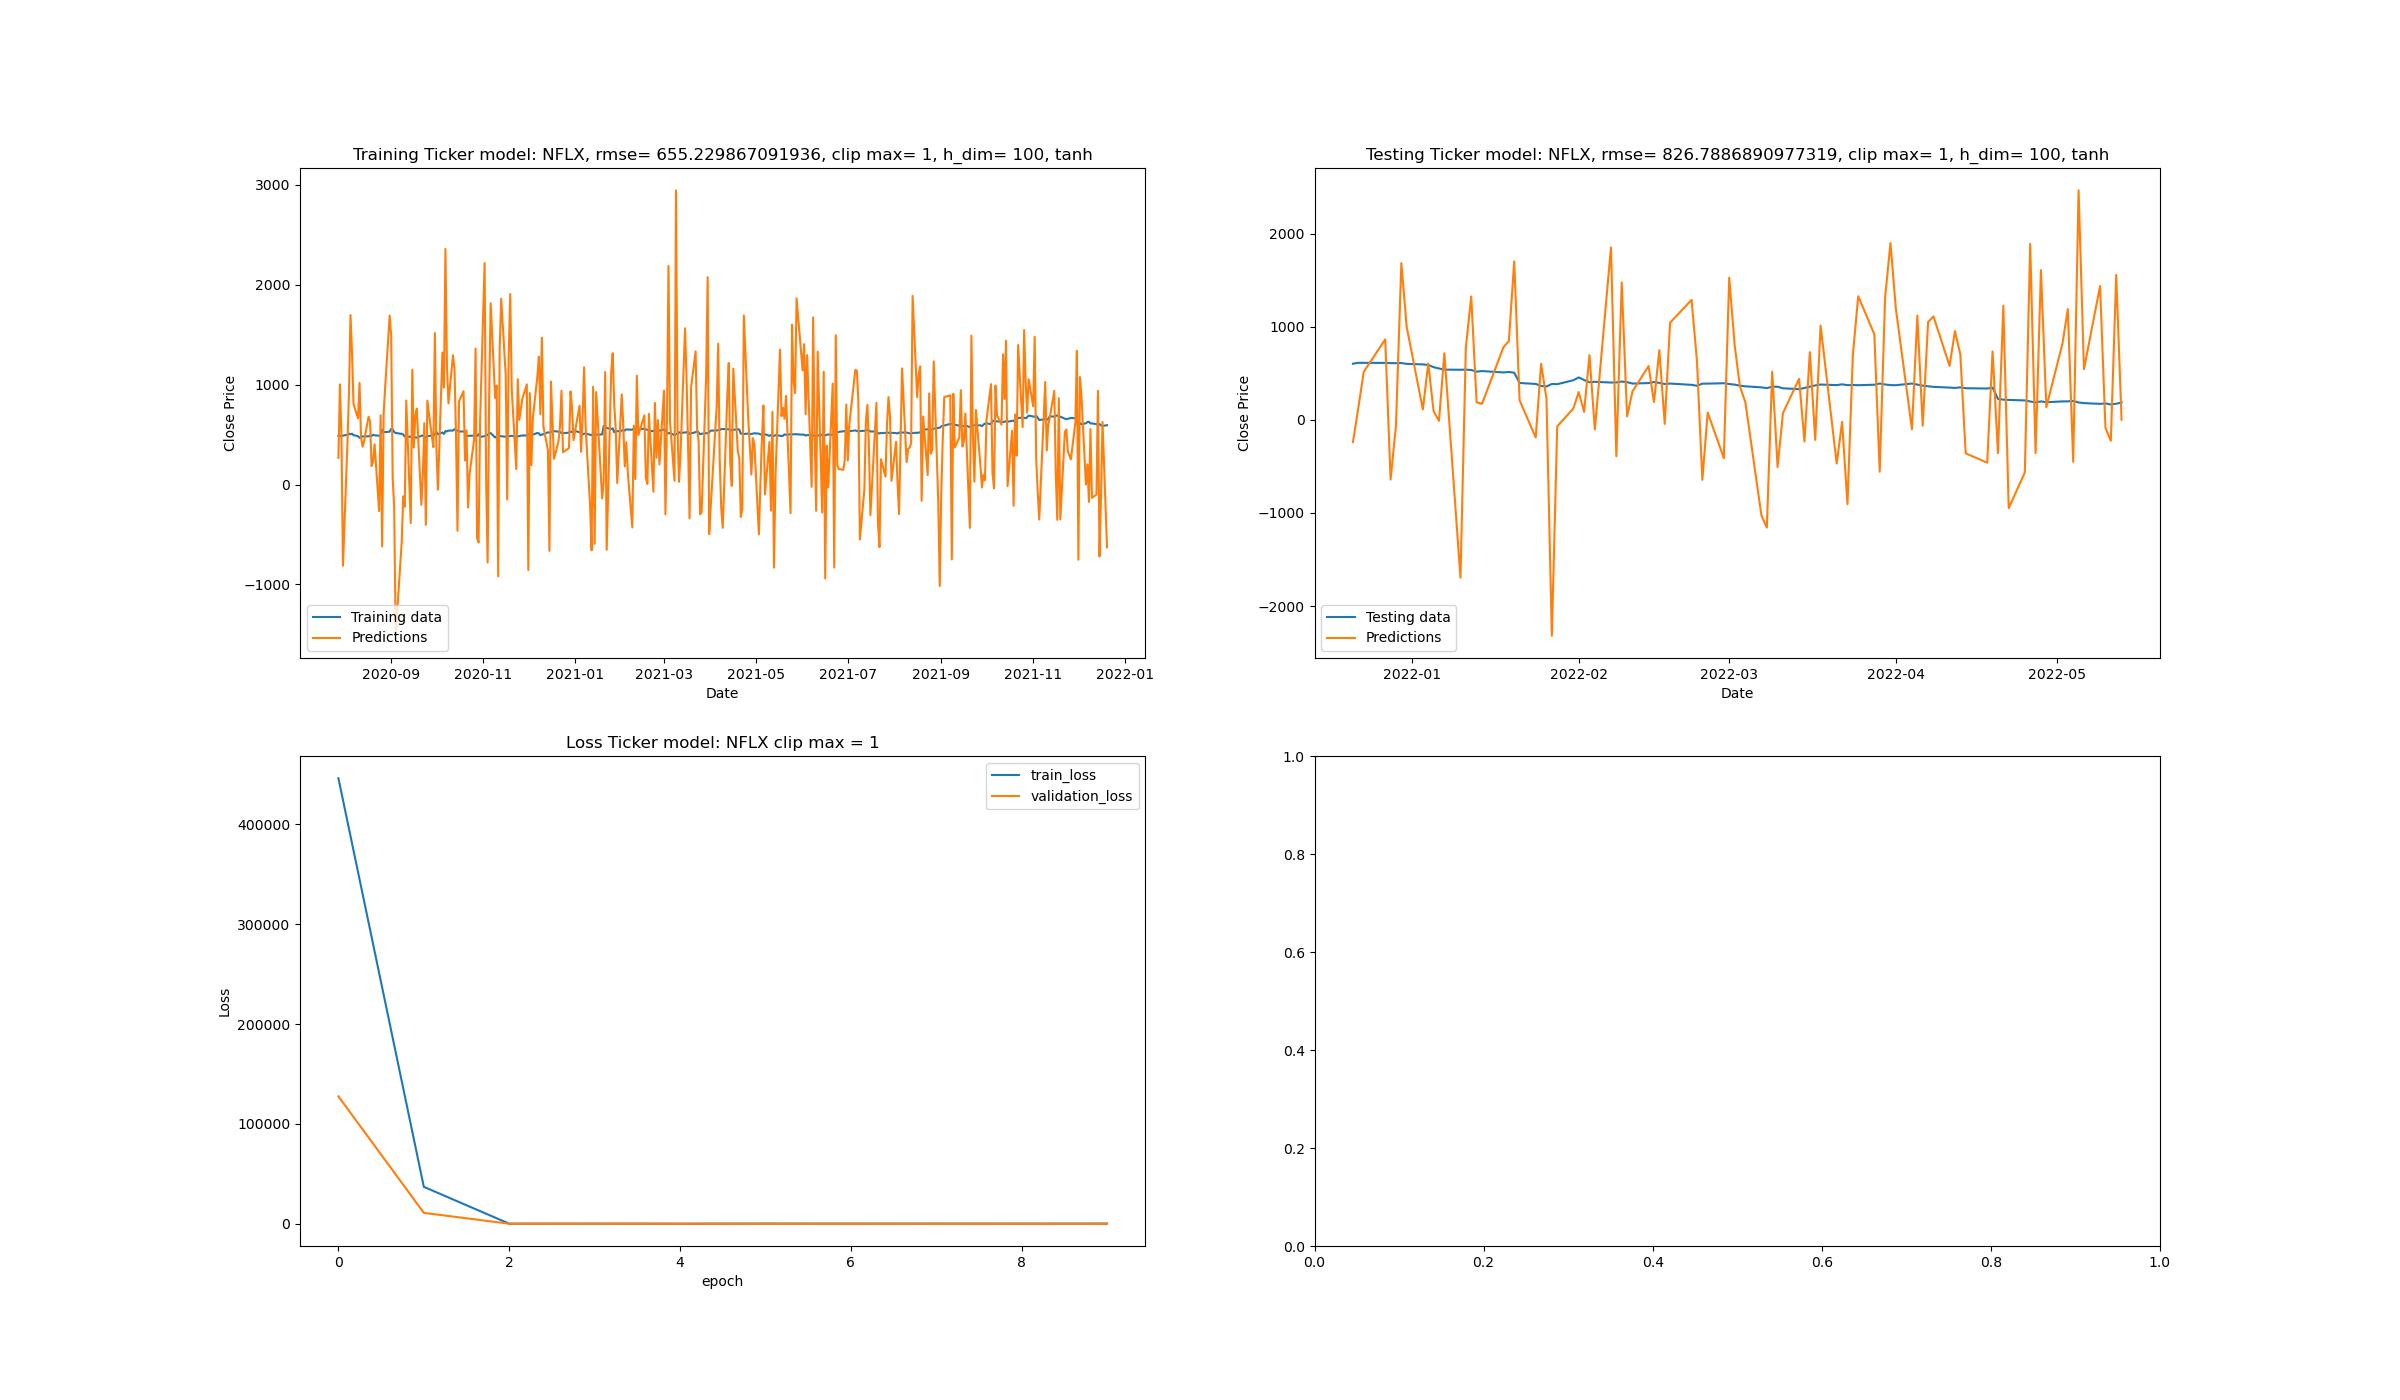 Training Ticker model: NFLX, rmse= 655.229867091936, clip max= 1, h_dim= 100, tanh
3000
2000
1000
0
−1000
Close Price
Training data
Predictions
2020-09 2020-11 2021-01 2021-03 2021-05 2021-07 2021-09 2021-11 2022-01
Date
Testing Ticker model: NFLX, rmse= 826.7886890977319, clip max= 1, h_dim= 100, tanh
2000
1000
0
−1000
−2000
Close Price
Testing data
Predictions
2022-01 2022-02 2022-03 2022-04 2022-05
Date
Loss Ticker model: NFLX clip max = 1
train_loss
validation_loss
400000
300000
200000
100000
0
Loss
0 2 4 6 8
epoch
1.0
0.8
0.6
0.4
0.2
0.0
0.0 0.2 0.4 0.6 0.8 1.0